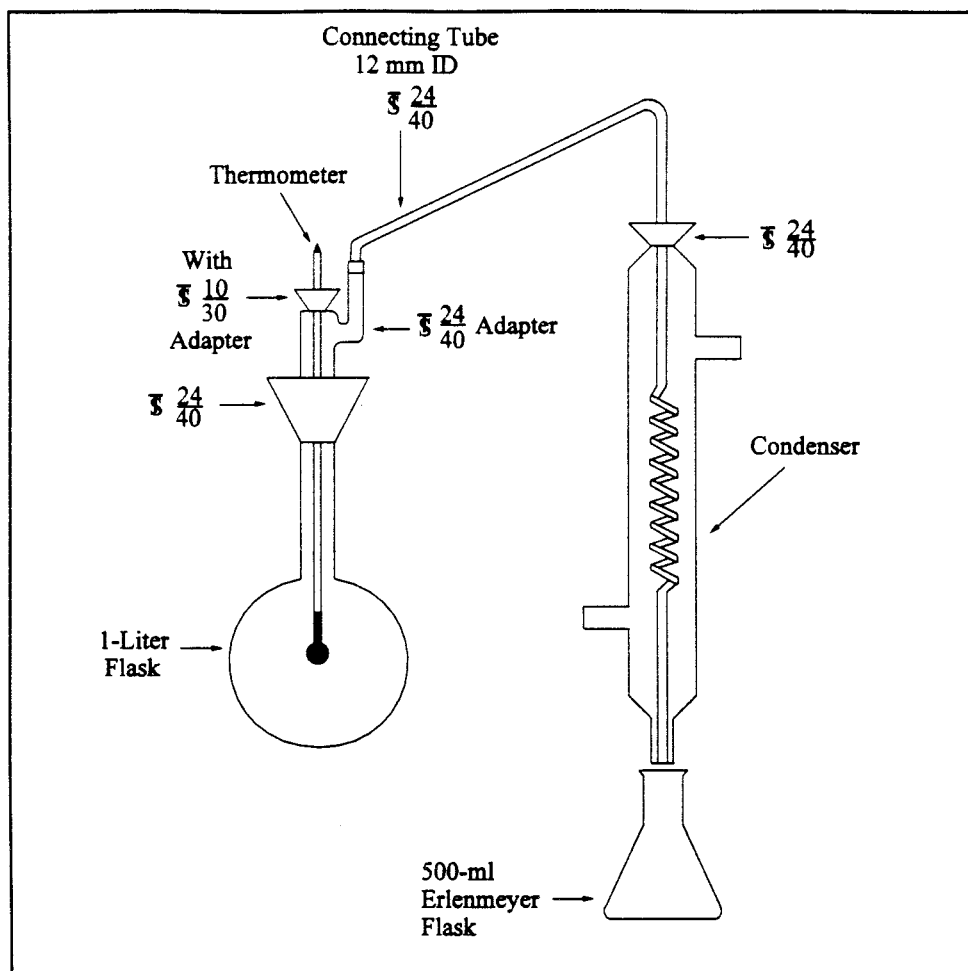 Connecting Tube
12 mm ID
T/S 24/40
Thermometer
With
T/S 10/30
Adapter
T/S 24/40 Adapter
T/S 24/40
T/S 24/40
Condenser
1-Liter
Flask
500-ml
Erlenmeyer
Flask